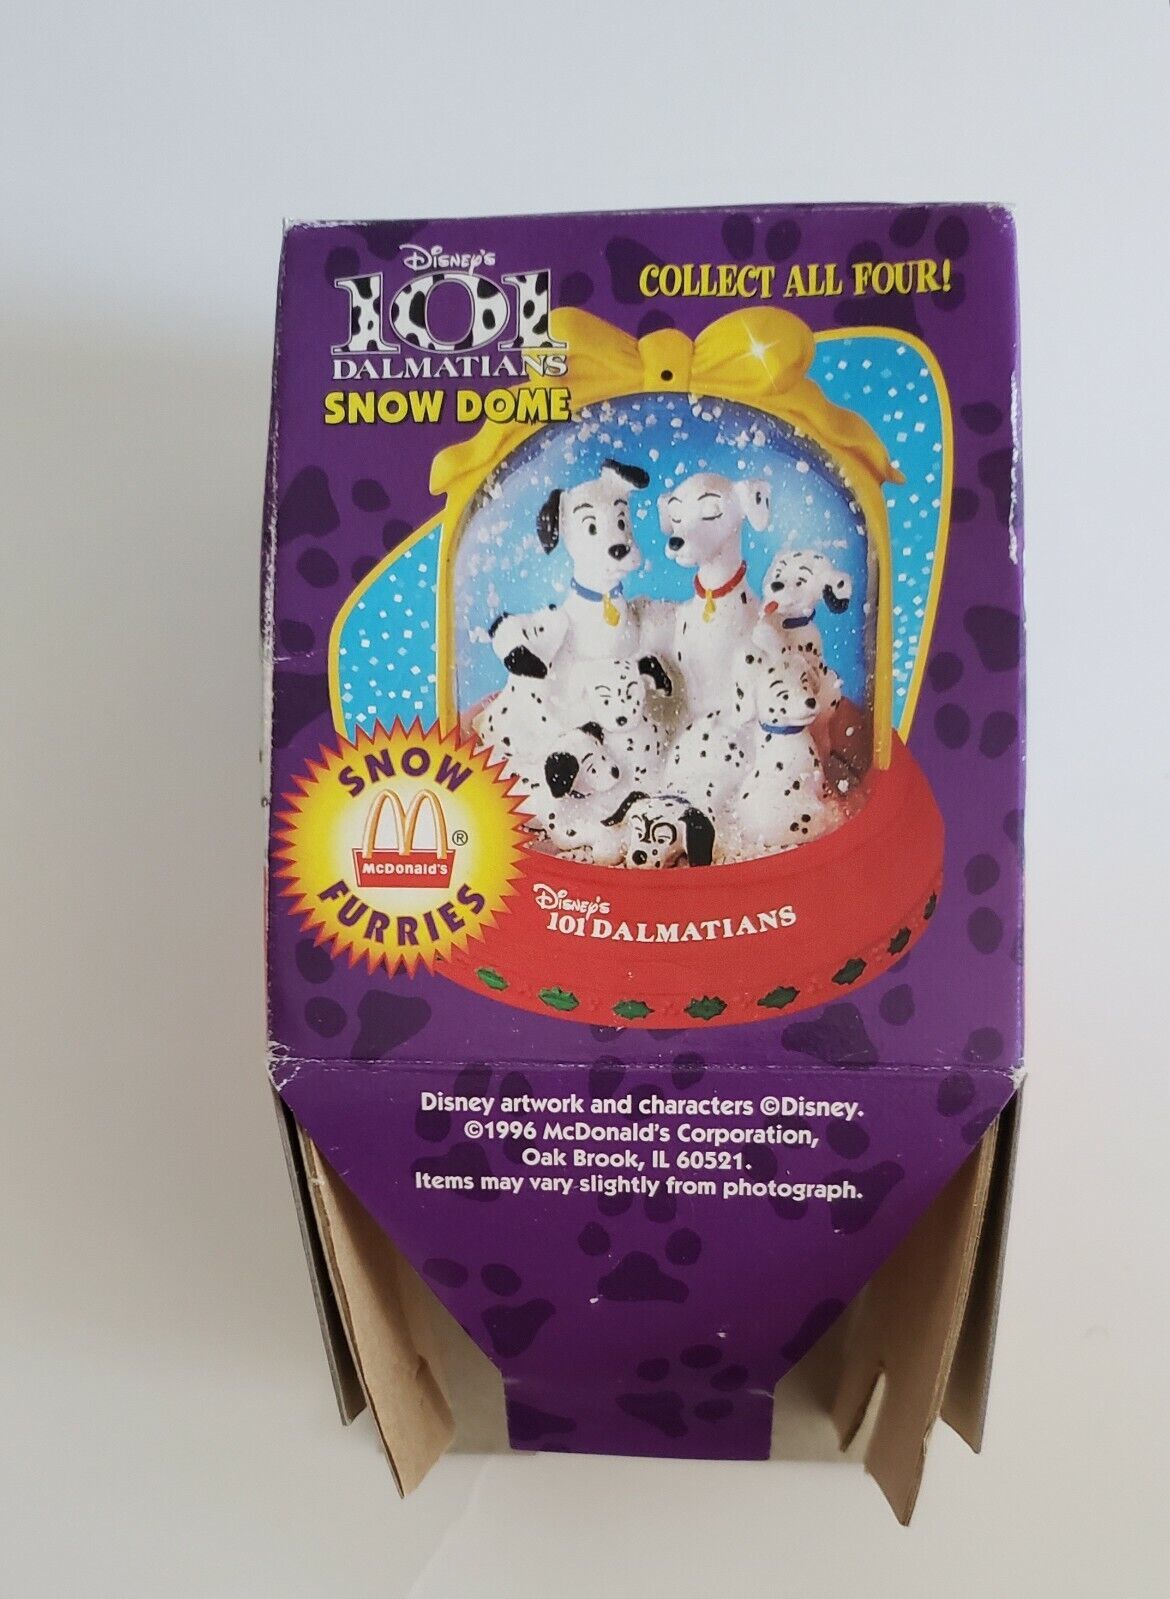 Disney's
101
DALMATIANS
SNOW DOME
COLLECT ALL FOUR!
SNOW
McDonald's ®
FURRIES
Disney's
101 DALMATIANS
Disney artwork and characters ©Disney.
©1996 McDonald's Corporation,
Oak Brook, IL 60521.
Items may vary slightly from photograph.